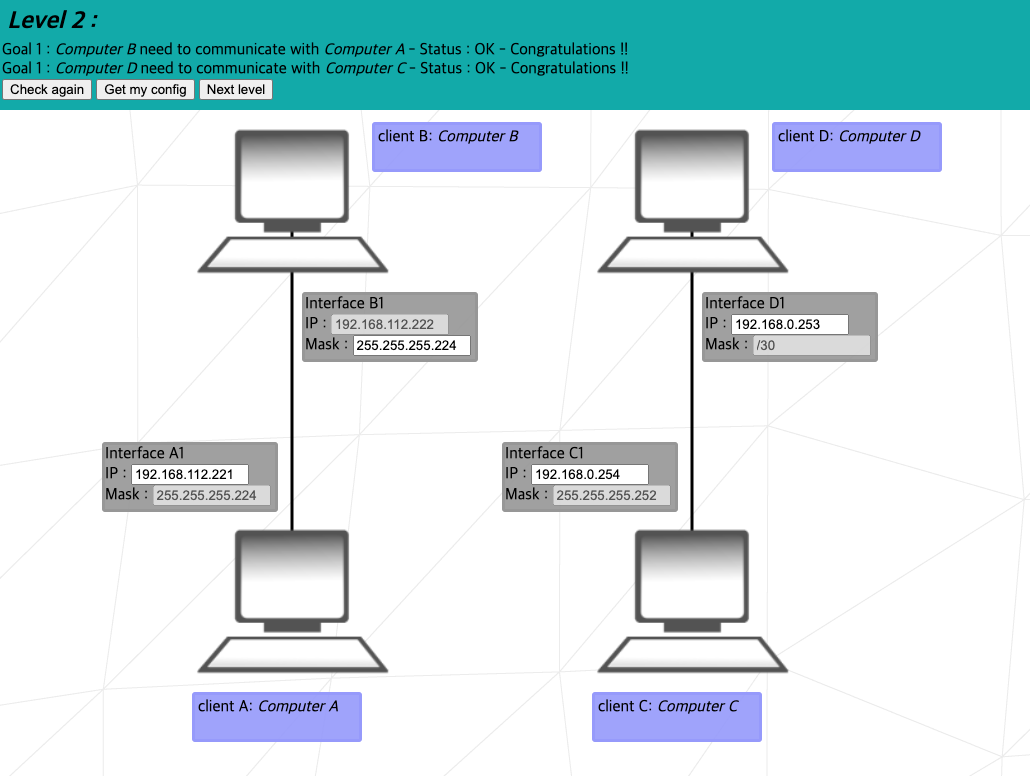 Level 2 :
Goal 1 : Computer B need to communicate with Computer A - Status : OK - Congratulations !!
Goal 1 : Computer D need to communicate with Computer C - Status : OK - Congratulations !!
Check again Get my config Next level
client B: Computer B
client D: Computer D
Interface B1
IP : 192.168.112.222
Mask : 255.255.255.224
Interface D1
IP : 192.168.0.253
Mask : /30
Interface A1
IP : 192.168.112.221
Mask : 255.255.255.224
Interface C1
IP : 192.168.0.254
Mask : 255.255.255.252
client A: Computer A
client C: Computer C